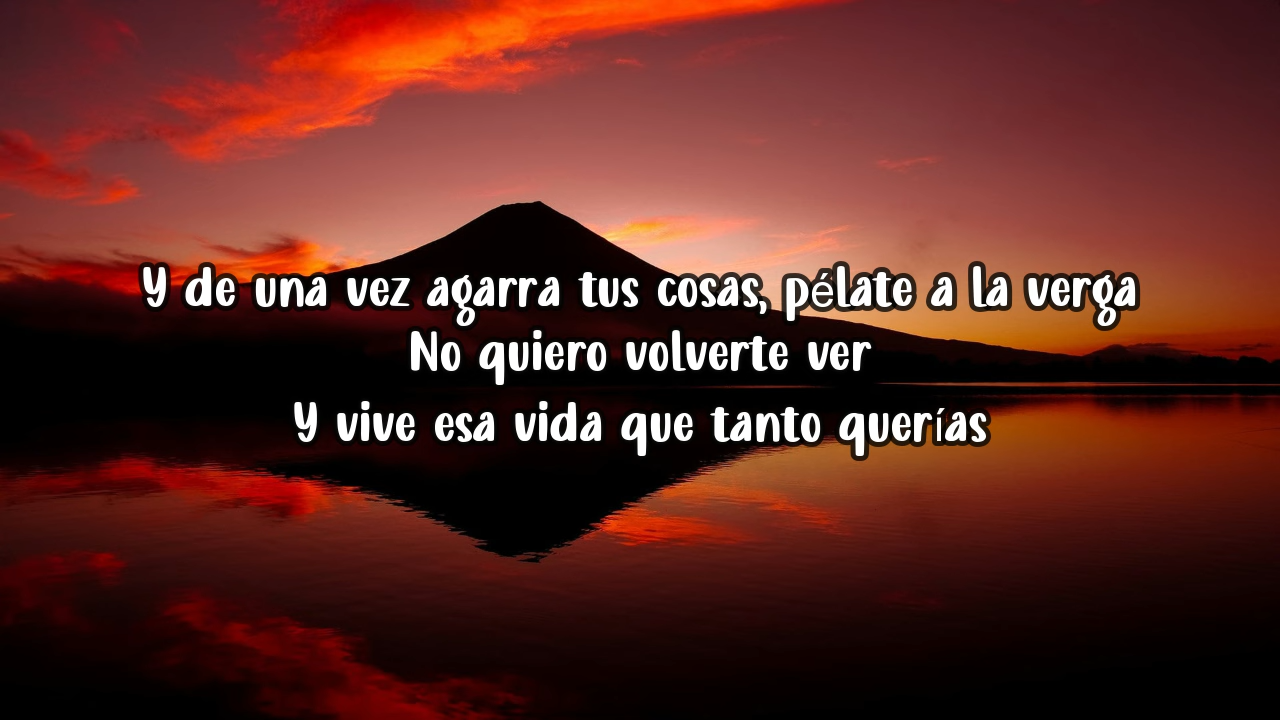 Y de una vez agarra tus cosas, pélate a la verga
No quiero volverte ver
Y vive esa vida que tanto querías